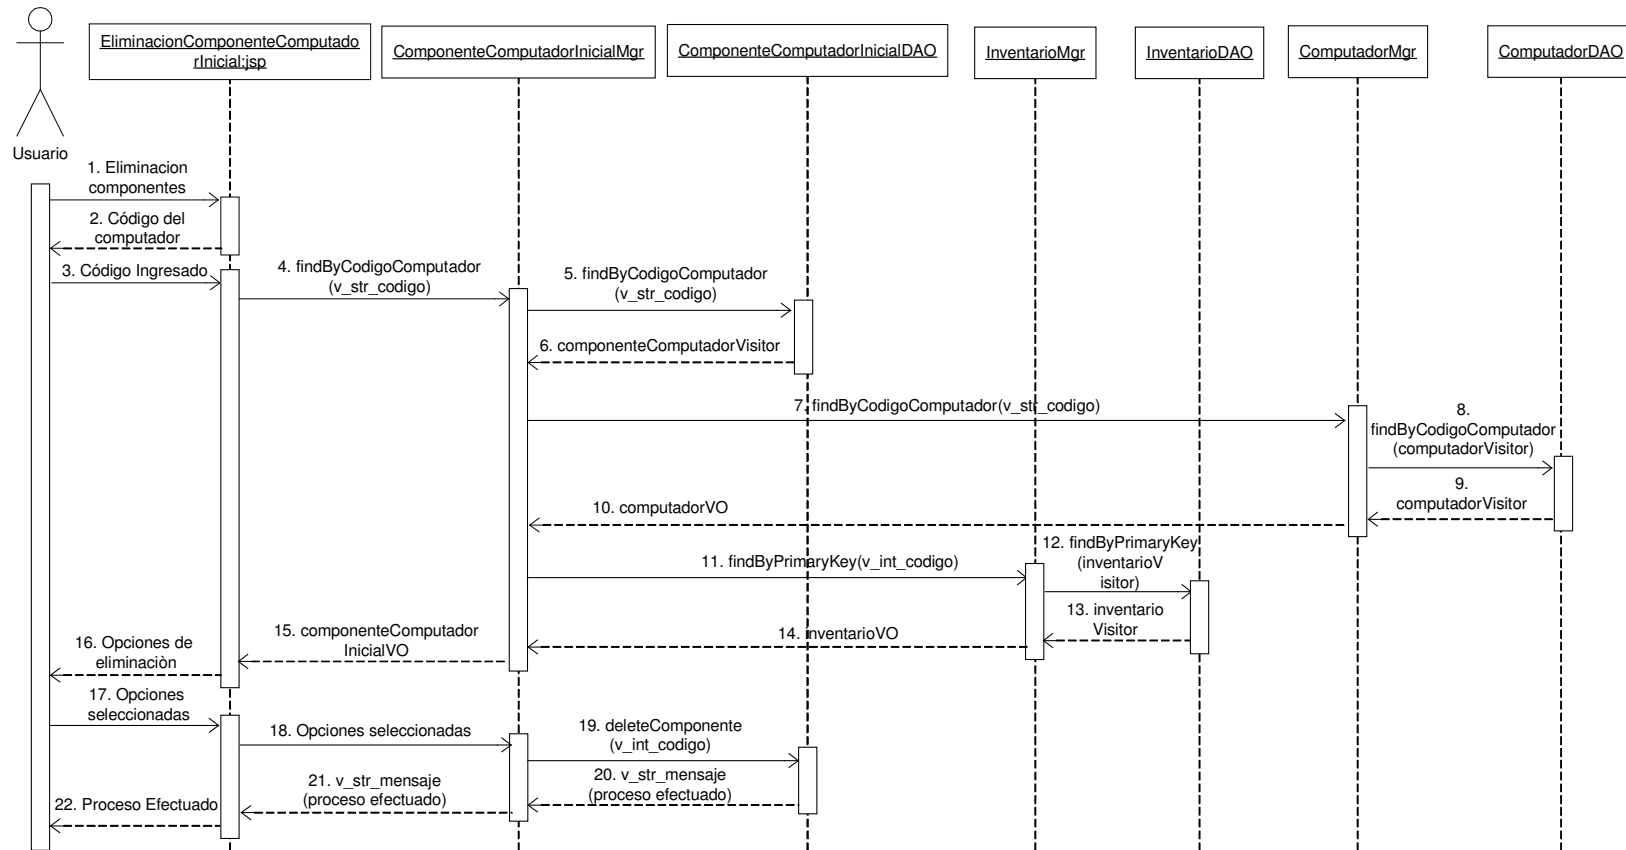 EliminacionComponenteComputado
rInicial:jsp
ComponenteComputadorInicialMgr
ComponenteComputadorInicialDAO
InventarioMgr
InventarioDAO
ComputadorMgr
ComputadorDAO
Usuario
1. Eliminacion
componentes
2. Código del
computador
3. Código Ingresado
4. findByCodigoComputador
(v_str_codigo)
5. findByCodigoComputador
(v_str_codigo)
6. componenteComputadorVisitor
7. findByCodigoComputador(v_str_codigo)
8.
findByCodigoComputador
(computadorVisitor)
9.
computadorVisitor
10. computadorVO
11. findByPrimaryKey(v_int_codigo)
12. findByPrimaryKey
(inventarioV
isitor)
13. inventario
Visitor
14. inventarioVO
15. componenteComputador
InicialVO
16. Opciones de
eliminaciòn
17. Opciones
seleccionadas
18. Opciones seleccionadas
19. deleteComponente
(v_int_codigo)
20. v_str_mensaje
(proceso efectuado)
21. v_str_mensaje
(proceso efectuado)
22. Proceso Efectuado